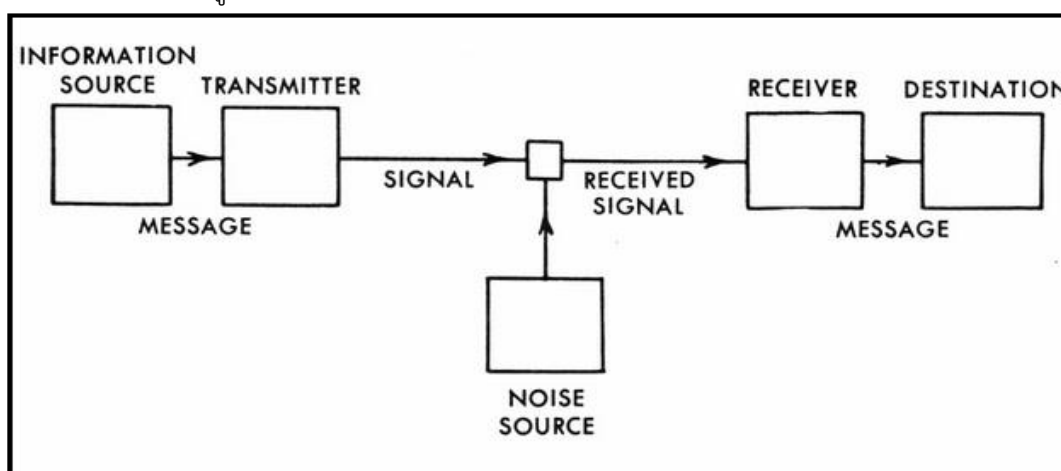 INFORMATION
SOURCE
TRANSMITTER
RECEIVER
DESTINATION
SIGNAL
RECEIVED
SIGNAL
MESSAGE
MESSAGE
NOISE
SOURCE